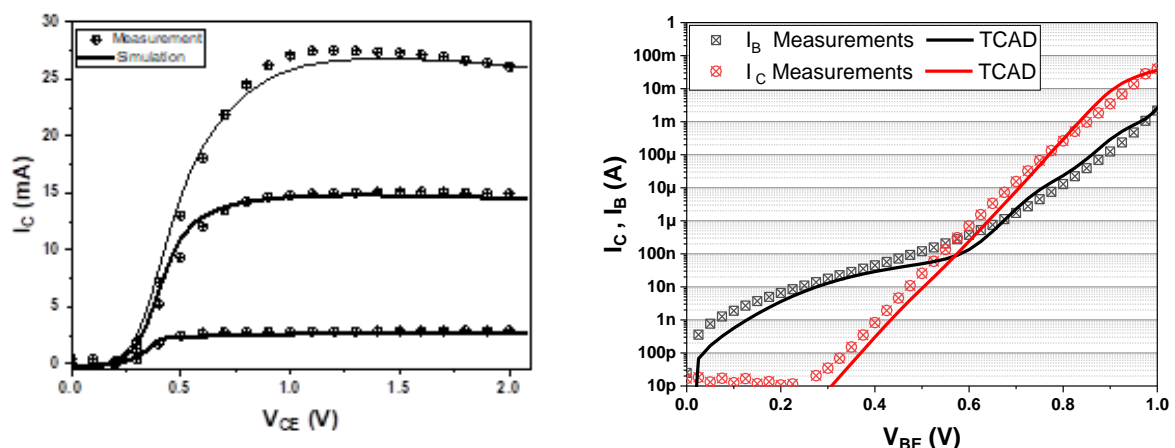 30
25
20
15
10
5
0
I_C (mA)
Measurement
Simulation
0.0 0.5 1.0 1.5 2.0
V_CE (V)
1
100m
10m
1m
100µ
10µ
1µ
100n
10n
1n
100p
10p
I_C , I_B (A)
I_B Measurements TCAD
I_C Measurements TCAD
0.0 0.2 0.4 0.6 0.8 1.0
V_BE (V)